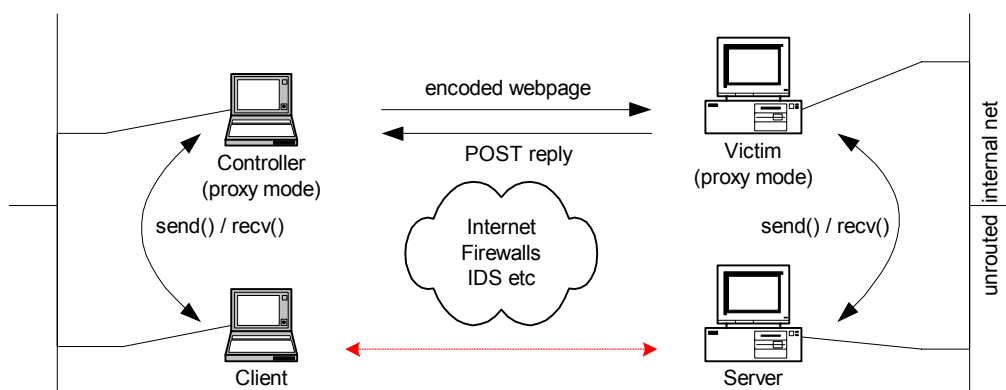 encoded webpage
POST reply
Controller
(proxy mode)
Victim
(proxy mode)
send() / recv()
Internet
Firewalls
IDS etc
send() / recv()
Client
Server
internal net
unrouted